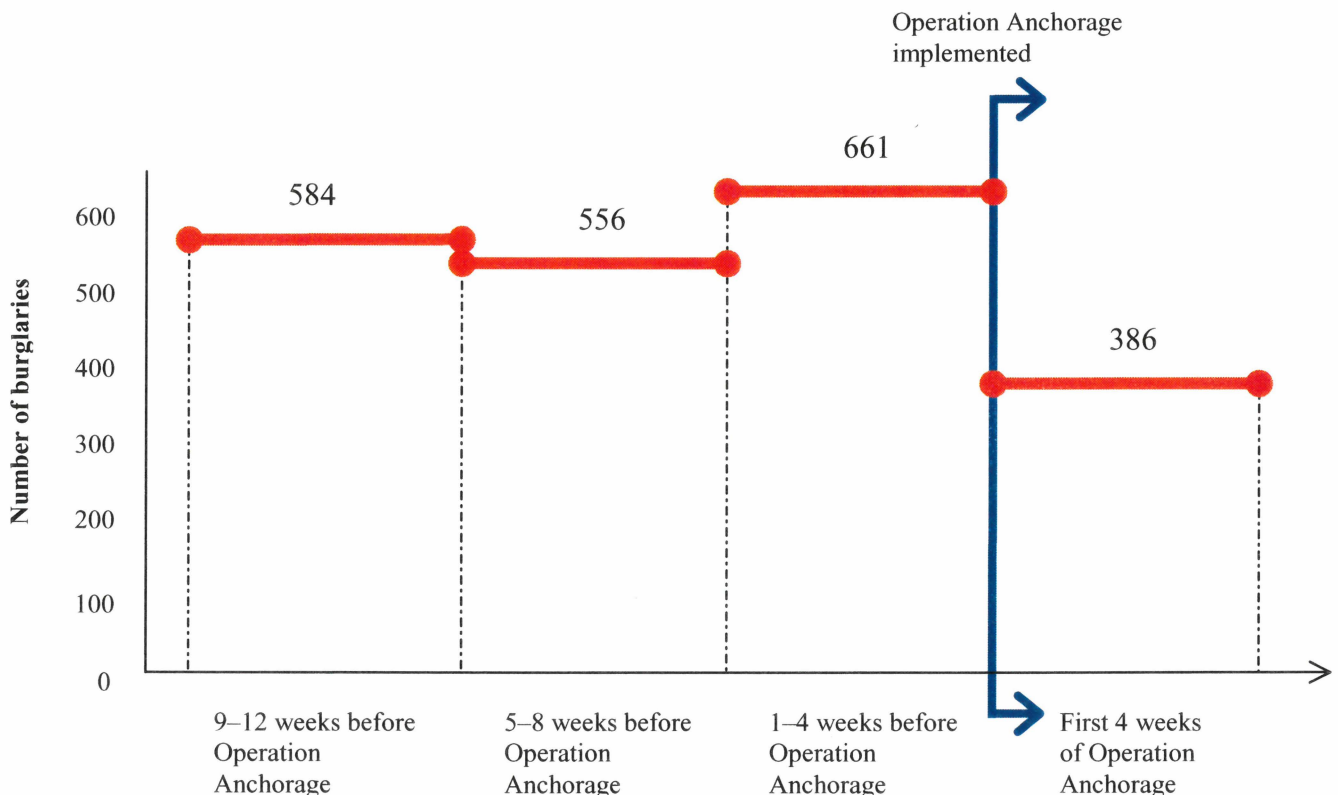 Operation Anchorage
implemented
661
584
556
600
500
400
386
300
200
100
0
Number of burglaries
9–12 weeks before
Operation
Anchorage
5–8 weeks before
Operation
Anchorage
1–4 weeks before
Operation
Anchorage
First 4 weeks
of Operation
Anchorage